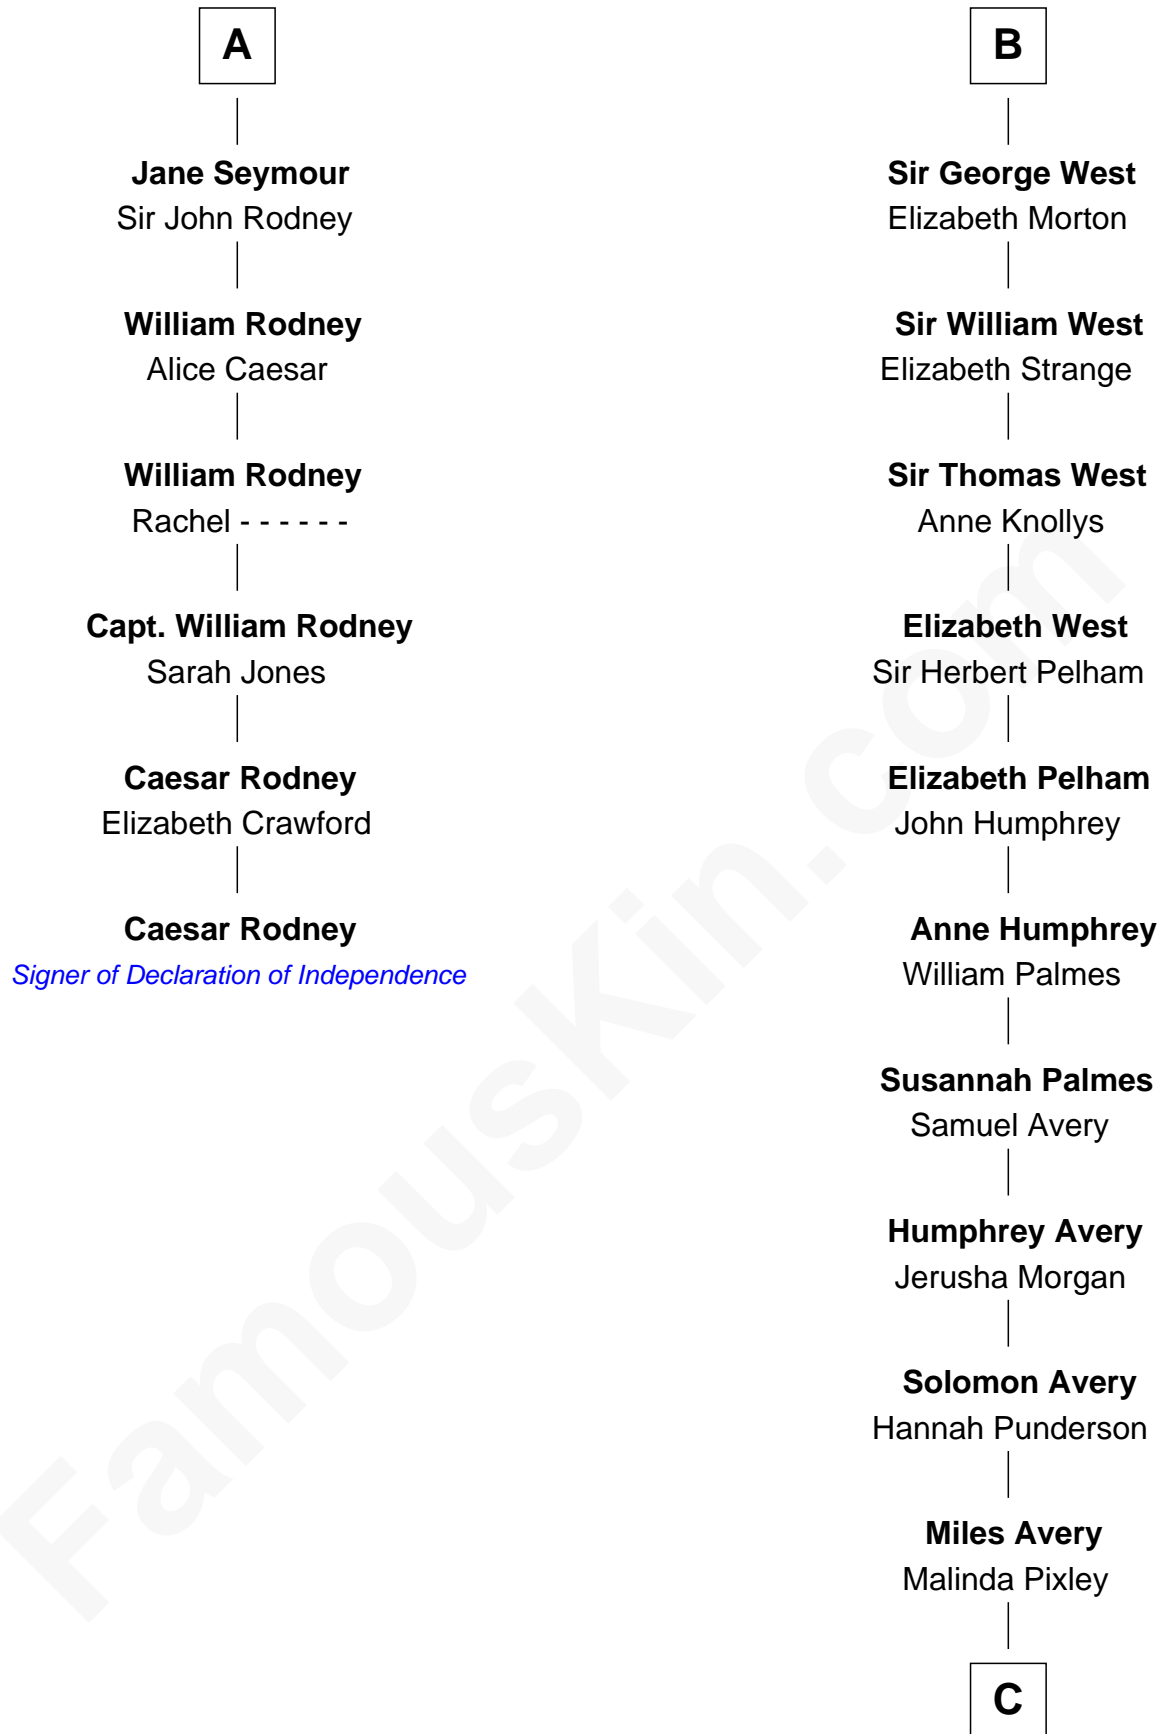 A
Jane Seymour
Sir John Rodney
William Rodney
Alice Caesar
William Rodney
Rachel - - - - - -
Capt. William Rodney
Sarah Jones
Caesar Rodney
Elizabeth Crawford
Caesar Rodney
Signer of Declaration of Independence
B
Sir George West
Elizabeth Morton
Sir William West
Elizabeth Strange
Sir Thomas West
Anne Knollys
Elizabeth West
Sir Herbert Pelham
Elizabeth Pelham
John Humphrey
Anne Humphrey
William Palmes
Susannah Palmes
Samuel Avery
Humphrey Avery
Jerusha Morgan
Solomon Avery
Hannah Punderson
Miles Avery
Malinda Pixley
C
FamousKin.com